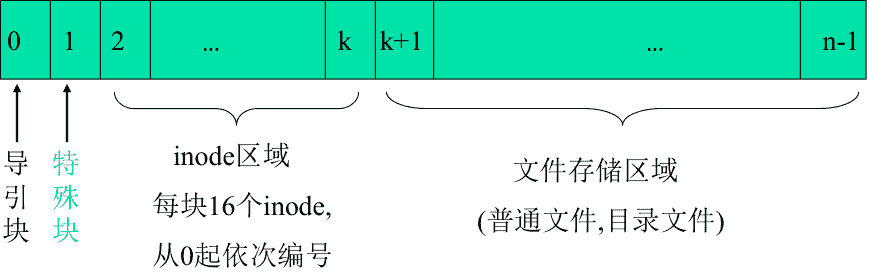 0 1 2 ... k k+1 ... n-1
导引块
特殊块
inode区域
每块16个inode,
从0起依次编号
文件存储区域
(普通文件,目录文件)